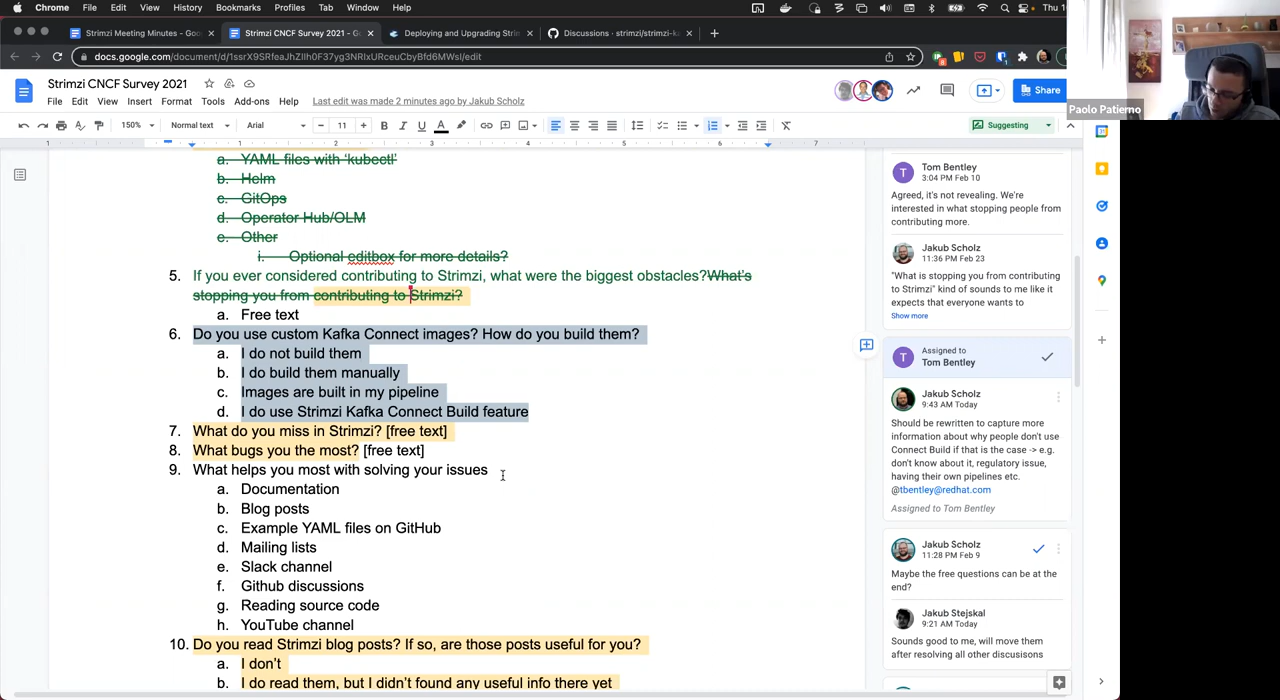 Chrome File Edit View History Bookmarks Profiles Tab Window Help Thu 1
Strimzi Meeting Minutes - Goo Strimzi CNCF Survey 2021 - G Deploying and Upgrading Strim Discussions · strimzi/strimzi-k
docs.google.com/document/d/1ssrX9SRfeaJhZIIh0F37yg3NRIxURceuCbyBfd6MWsI/edit
Strimzi CNCF Survey 2021
Share
Paolo Patierno
File Edit View Insert Format Tools Add-ons Help Last edit was made 2 minutes ago by Jakub Scholz
150% Normal text Arial 11 B I U A Suggesting
1 1 2 3 4 5 6 7
a. YAML files with 'kubectl'
b. Helm
c. GitOps
d. Operator Hub/OLM
e. Other
i. Optional editbox for more details?
5. If you ever considered contributing to Strimzi, what were the biggest obstacles?What's
stopping you from contributing to Strimzi?
a. Free text
6. Do you use custom Kafka Connect images? How do you build them?
a. I do not build them
b. I do build them manually
c. Images are built in my pipeline
d. I do use Strimzi Kafka Connect Build feature
7. What do you miss in Strimzi? [free text]
8. What bugs you the most? [free text]
9. What helps you most with solving your issues
a. Documentation
b. Blog posts
c. Example YAML files on GitHub
d. Mailing lists
e. Slack channel
f. Github discussions
g. Reading source code
h. YouTube channel
10. Do you read Strimzi blog posts? If so, are those posts useful for you?
a. I don't
b. I do read them, but I didn't found any useful info there yet
T Tom Bentley
3:04 PM Feb 10
Agreed, it's not revealing. We're
interested in what stopping people from
contributing more.
Jakub Scholz
11:36 PM Feb 23
"What is stopping you from contributing
to Strimzi" kind of sounds to me like it
expects that everyone wants to
Show more
T Assigned to
Tom Bentley
Jakub Scholz
9:43 AM Today
Should be rewritten to capture more
information about why people don't use
Connect Build if that is the case -> e.g.
don't know about it, regulatory issue,
having their own pipelines etc.
@tbentley@redhat.com
Assigned to Tom Bentley
Jakub Scholz
11:28 PM Feb 9
Maybe the free questions can be at the
end?
Jakub Stejskal
9:21 AM Today
Sounds good to me, will move them
after resolving all other discusisons